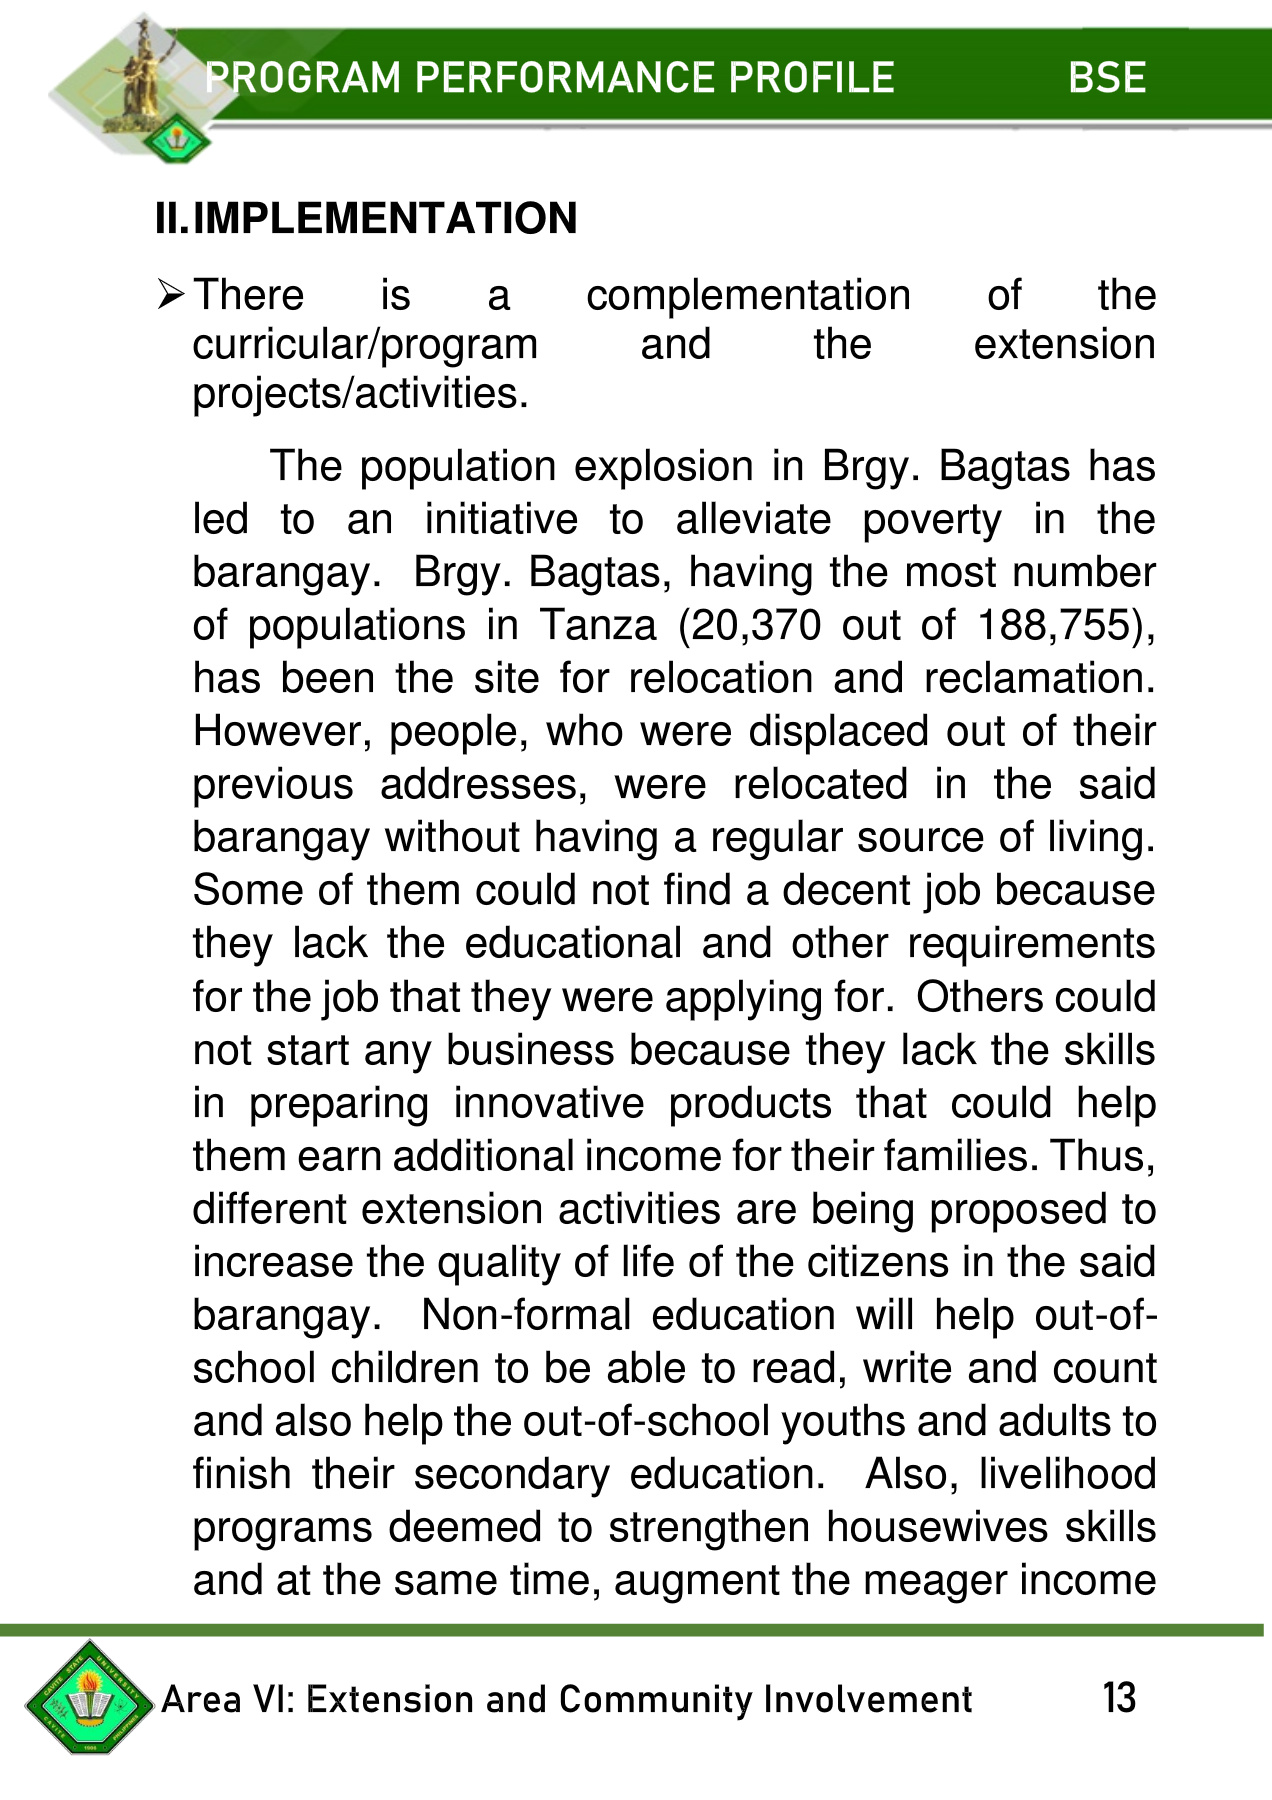 PROGRAM PERFORMANCE PROFILE BSE
II. IMPLEMENTATION
➢ There is a complementation of the
curricular/program and the extension
projects/activities.
The population explosion in Brgy. Bagtas has
led to an initiative to alleviate poverty in the
barangay. Brgy. Bagtas, having the most number
of populations in Tanza (20,370 out of 188,755),
has been the site for relocation and reclamation.
However, people, who were displaced out of their
previous addresses, were relocated in the said
barangay without having a regular source of living.
Some of them could not find a decent job because
they lack the educational and other requirements
for the job that they were applying for. Others could
not start any business because they lack the skills
in preparing innovative products that could help
them earn additional income for their families. Thus,
different extension activities are being proposed to
increase the quality of life of the citizens in the said
barangay. Non-formal education will help out-of-
school children to be able to read, write and count
and also help the out-of-school youths and adults to
finish their secondary education. Also, livelihood
programs deemed to strengthen housewives skills
and at the same time, augment the meager income
CAVITE STATE UNIVERSITY
CAVITE PHILIPPINES
1906
Area VI: Extension and Community Involvement 13